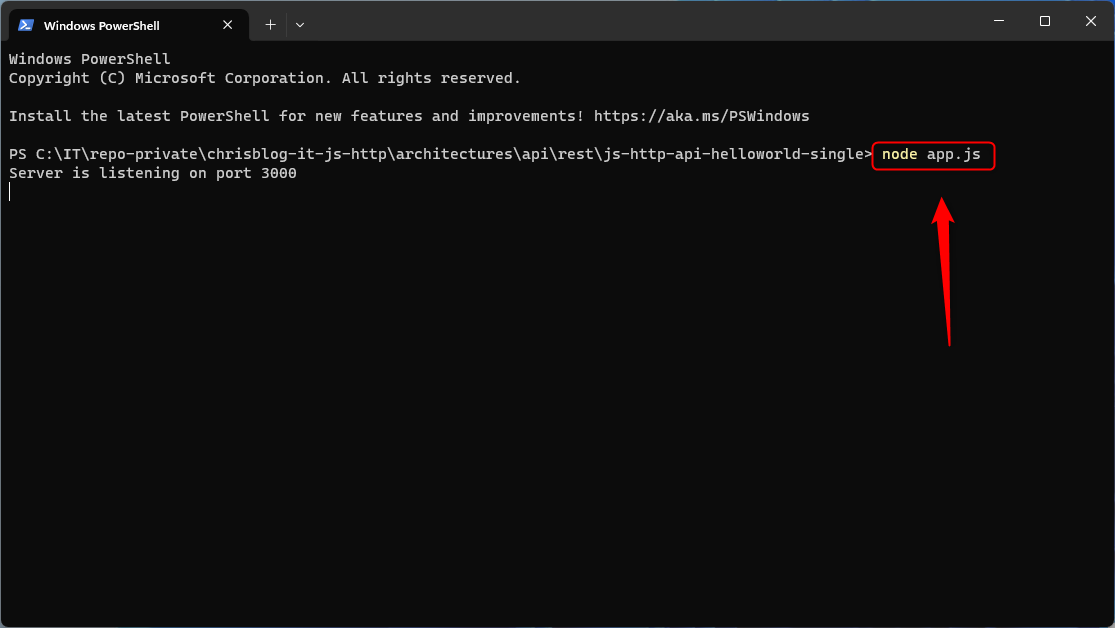 Windows PowerShell
Windows PowerShell
Copyright (C) Microsoft Corporation. All rights reserved.
Install the latest PowerShell for new features and improvements! https://aka.ms/PSWindows
PS C:\IT\repo-private\chrisblog-it-js-http\architectures\api\rest\js-http-api-helloworld-single> node app.js
Server is listening on port 3000